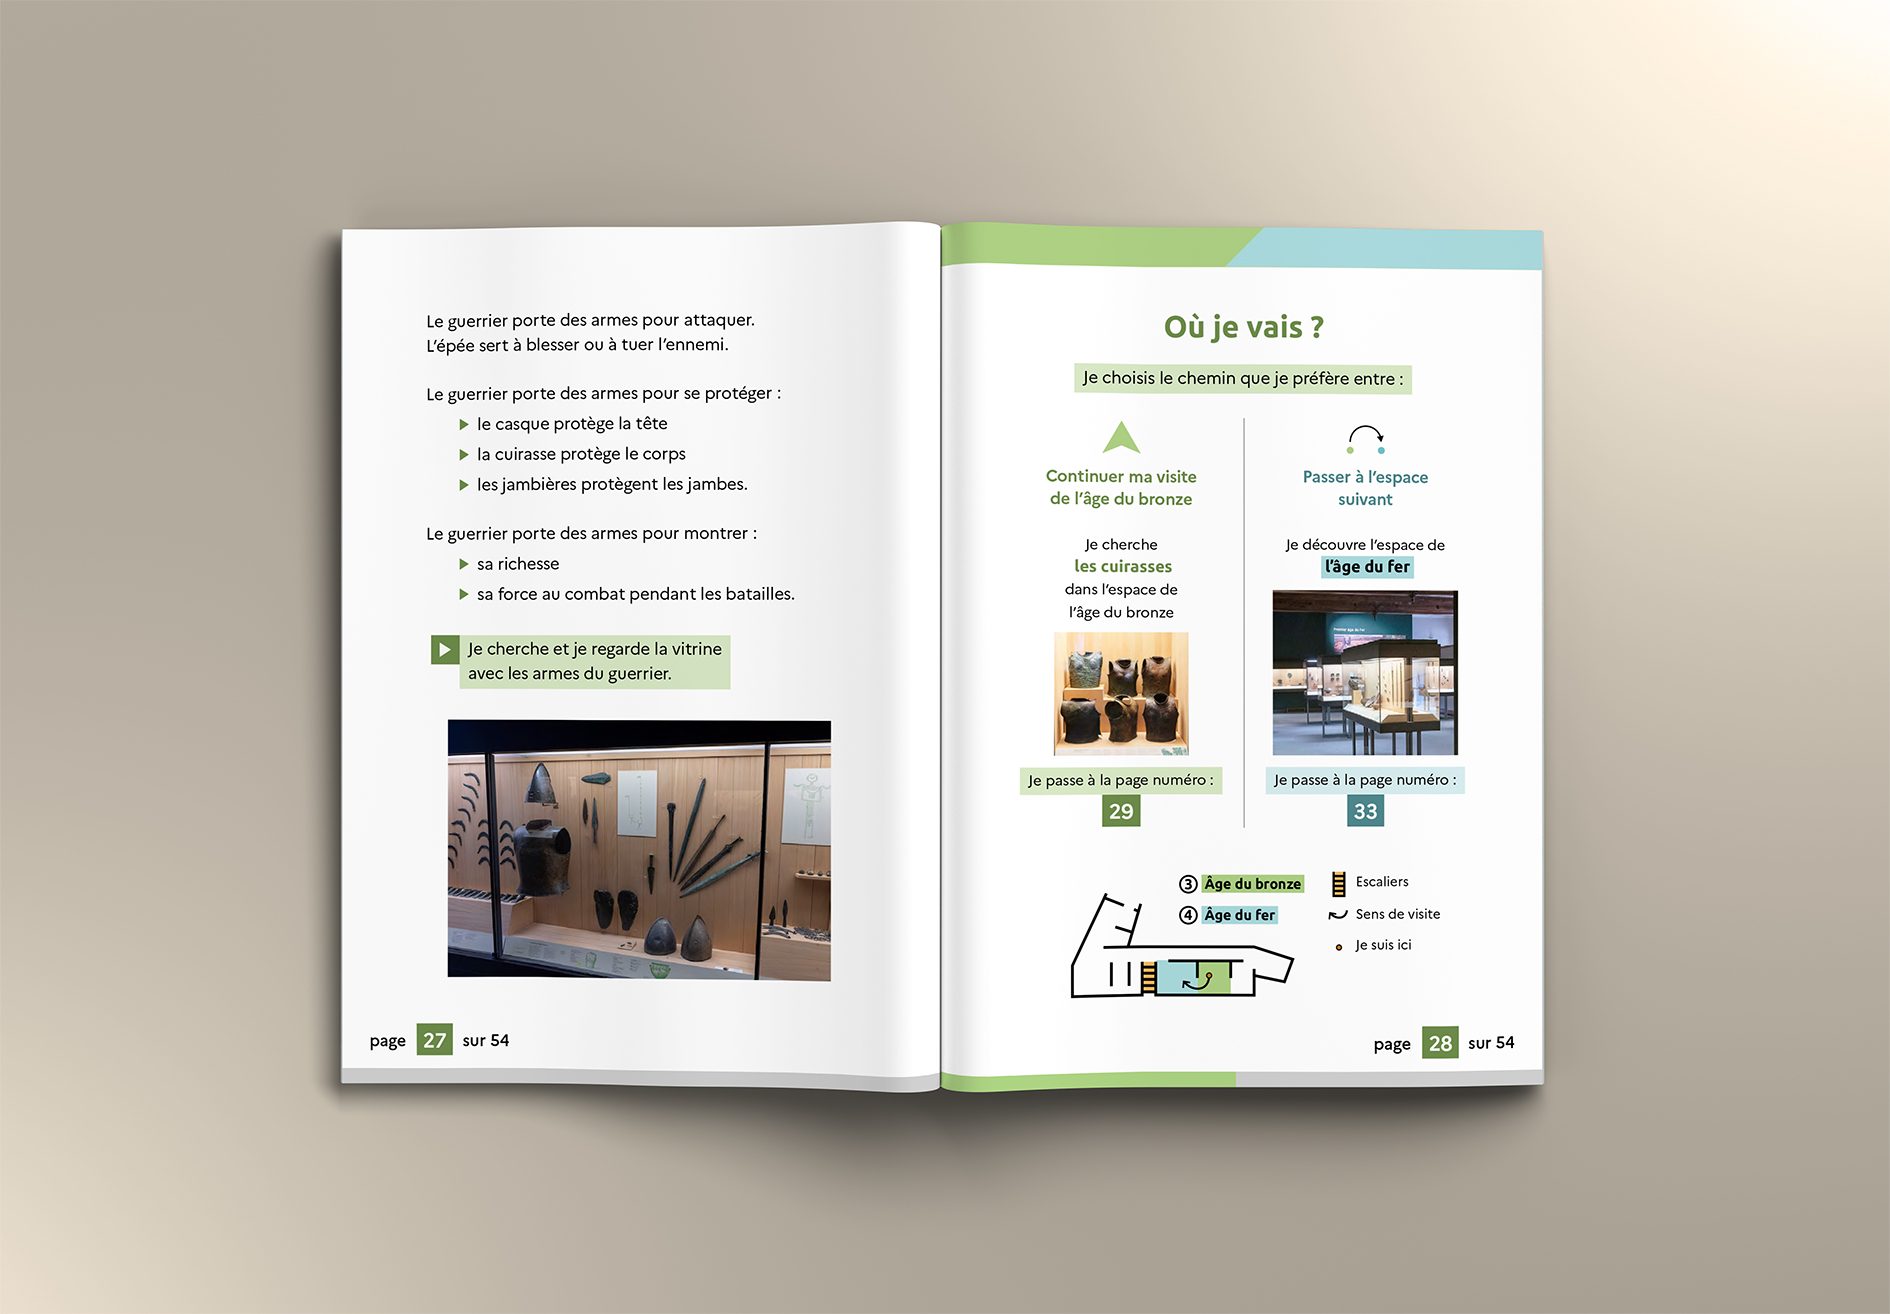 Le guerrier porte des armes pour attaquer.
L'épée sert à blesser ou à tuer l'ennemi.
Le guerrier porte des armes pour se protéger :
le casque protège la tête
la cuirasse protège le corps
les jambières protègent les jambes.
Le guerrier porte des armes pour montrer :
sa richesse
sa force au combat pendant les batailles.
Je cherche et je regarde la vitrine
avec les armes du guerrier.
page 27 sur 54
Où je vais ?
Je choisis le chemin que je préfère entre :
Continuer ma visite
de l'âge du bronze
Je cherche
les cuirasses
dans l'espace de
l'âge du bronze
Je passe à la page numéro :
29
Passer à l'espace
suivant
Je découvre l'espace de
l'âge du fer
Premier âge du Fer
Je passe à la page numéro :
33
3 Âge du bronze
4 Âge du fer
Escaliers
Sens de visite
Je suis ici
page 28 sur 54